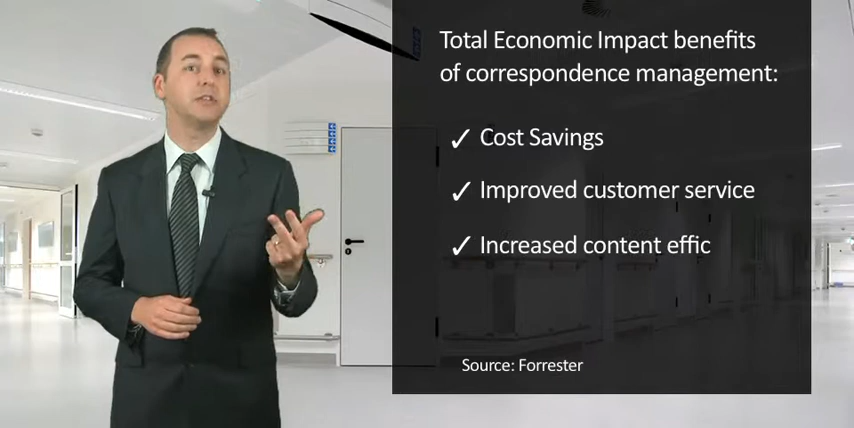 Total Economic Impact benefits
of correspondence management:
✓ Cost Savings
✓ Improved customer service
✓ Increased content effic
Source: Forrester